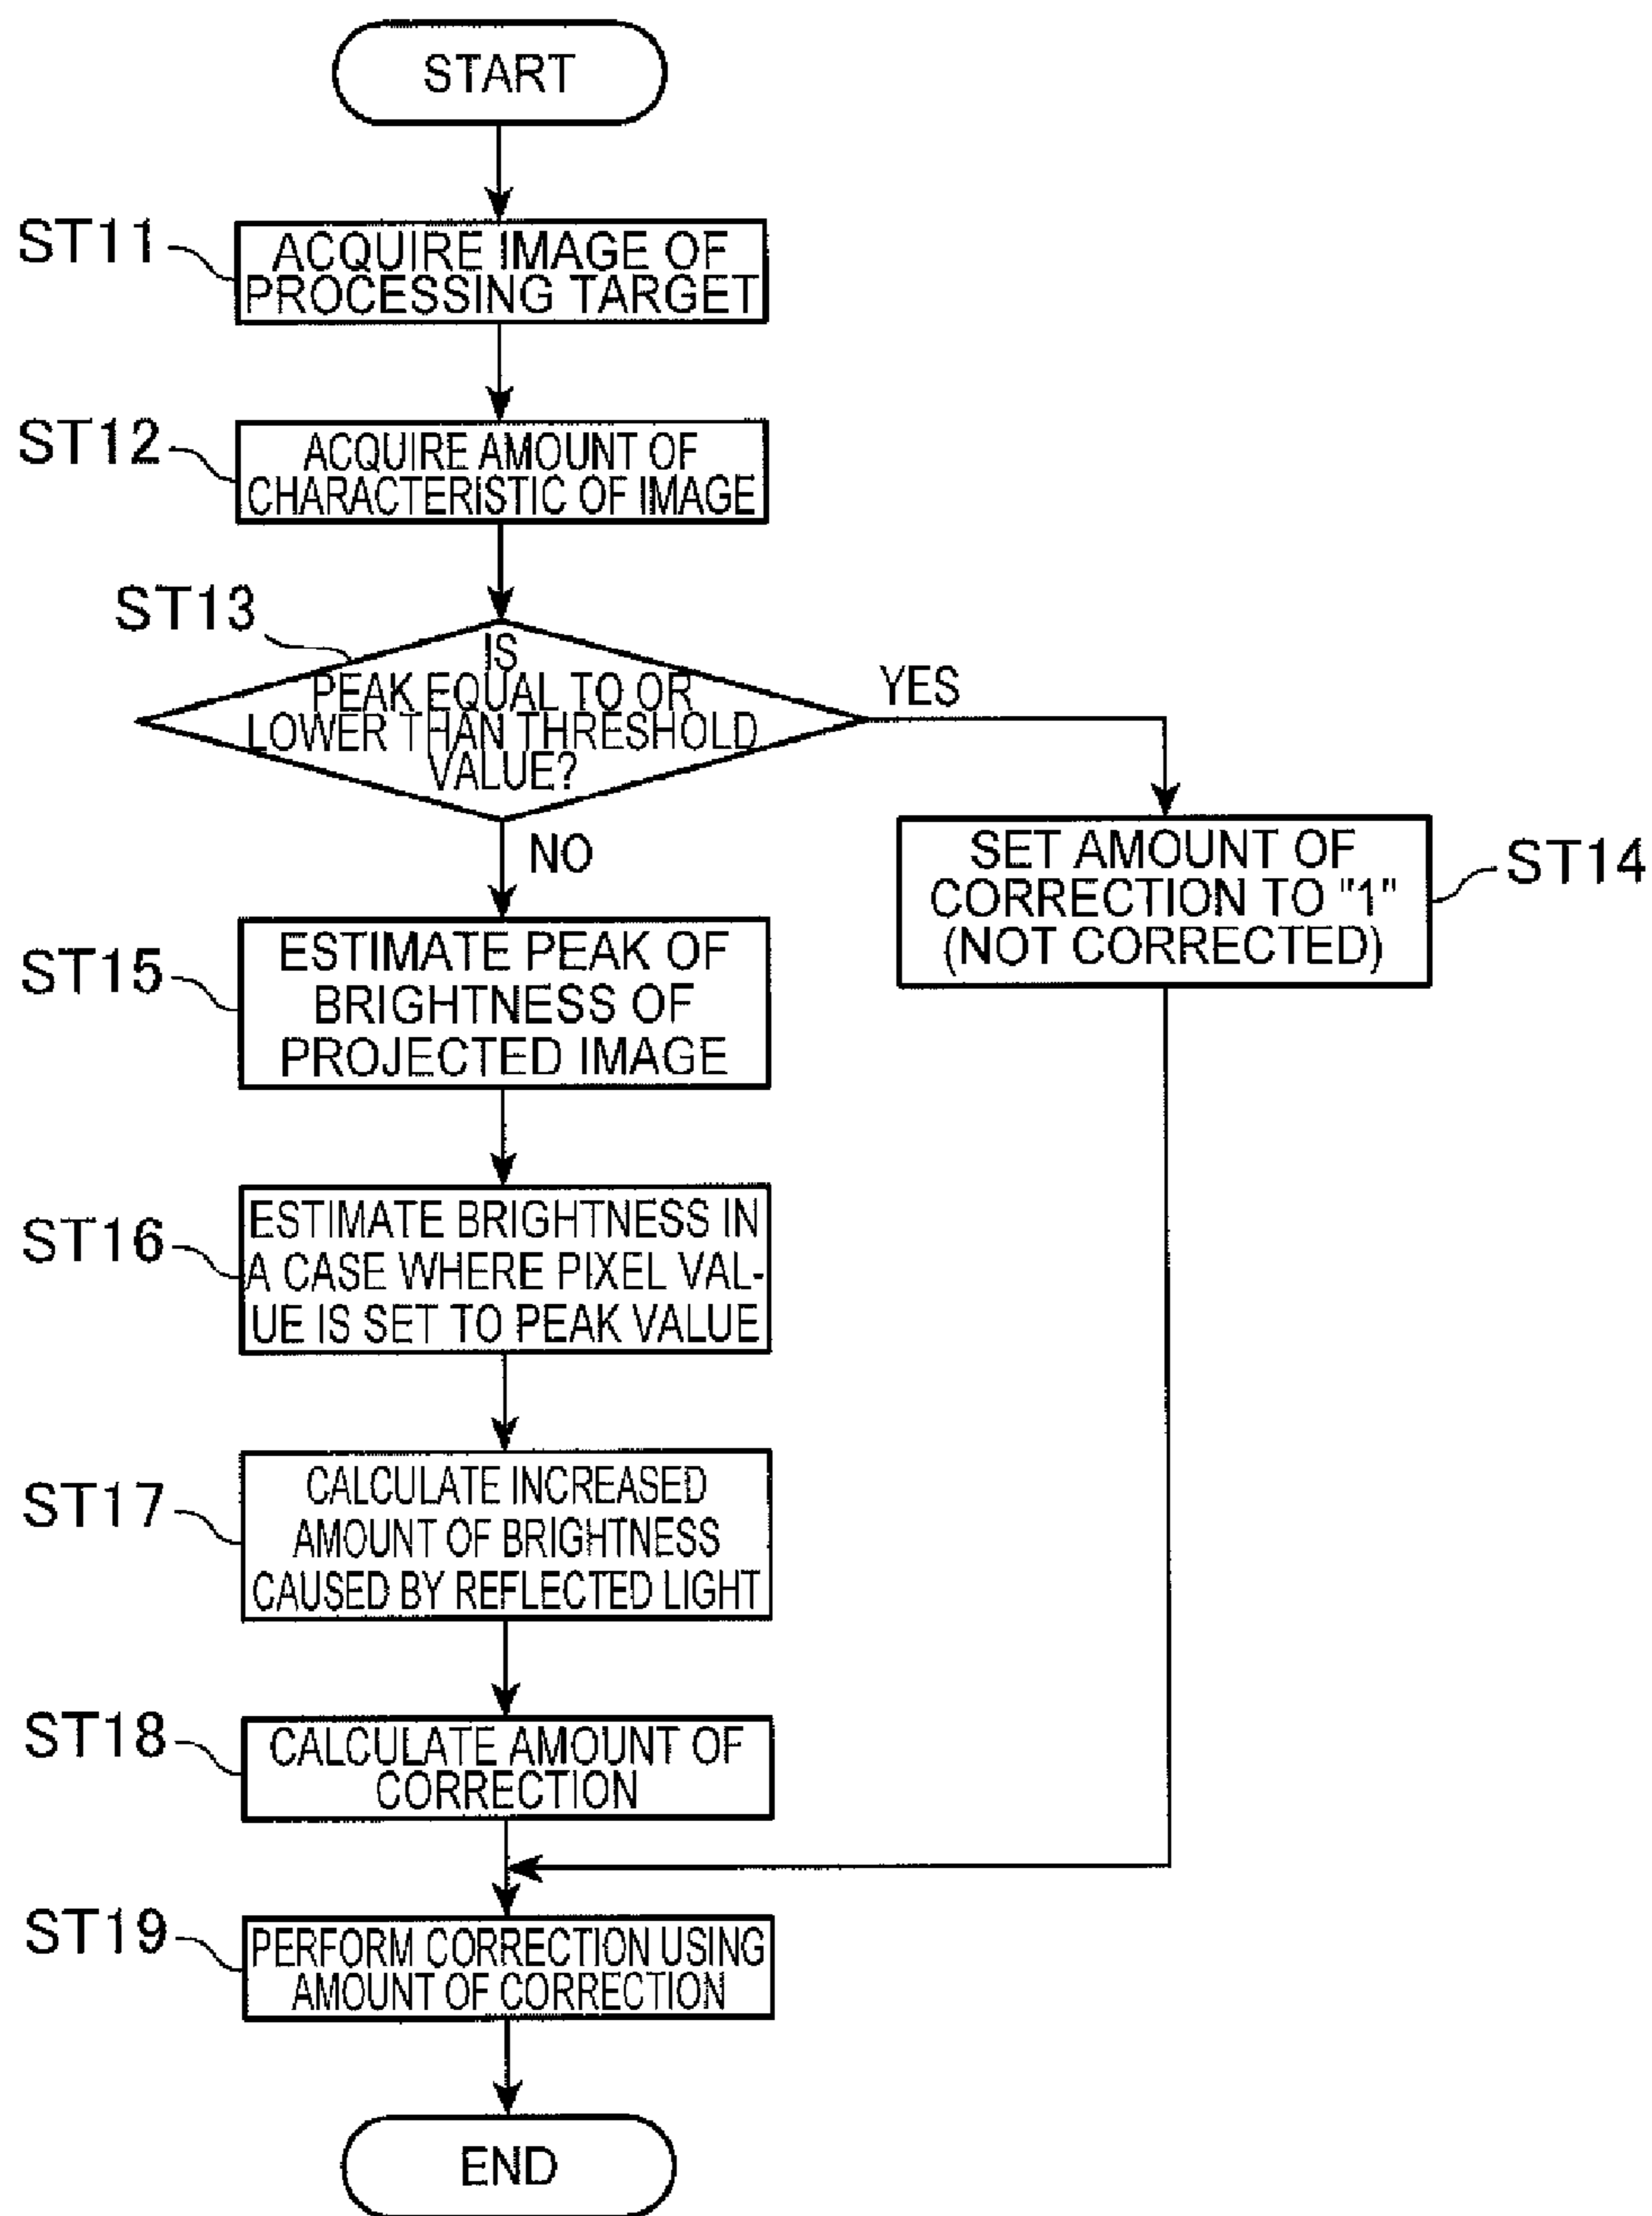 START
ST11
ACQUIRE IMAGE OF
PROCESSING TARGET
ST12
ACQUIRE AMOUNT OF
CHARACTERISTIC OF IMAGE
ST13
IS
PEAK EQUAL TO OR
LOWER THAN THRESHOLD
VALUE?
YES
NO
SET AMOUNT OF
CORRECTION TO "1"
(NOT CORRECTED)
ST14
ST15
ESTIMATE PEAK OF
BRIGHTNESS OF
PROJECTED IMAGE
ST16
ESTIMATE BRIGHTNESS IN
A CASE WHERE PIXEL VAL-
UE IS SET TO PEAK VALUE
ST17
CALCULATE INCREASED
AMOUNT OF BRIGHTNESS
CAUSED BY REFLECTED LIGHT
ST18
CALCULATE AMOUNT OF
CORRECTION
ST19
PERFORM CORRECTION USING
AMOUNT OF CORRECTION
END